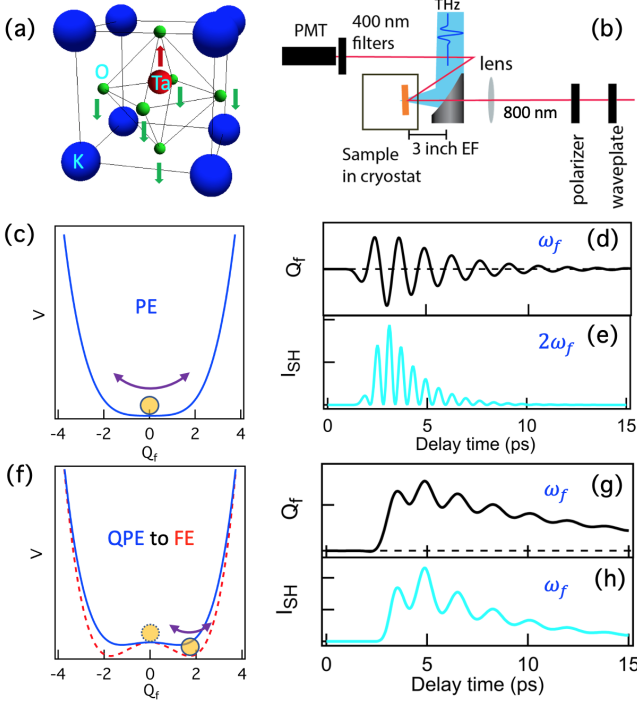 (a)
O
Ta
K
(b)
THz
PMT
400 nm
filters
lens
800 nm
3 inch EF
Sample
in cryostat
polarizer
waveplate
(c)
PE
V
-4 -2 0 2 4
Q_f
(d)
ω_f
Q_f
(e)
2ω_f
I_SH
0 5 10 15
Delay time (ps)
(f)
QPE to FE
V
-4 -2 0 2 4
Q_f
(g)
ω_f
Q_f
(h)
ω_f
I_SH
0 5 10 15
Delay time (ps)